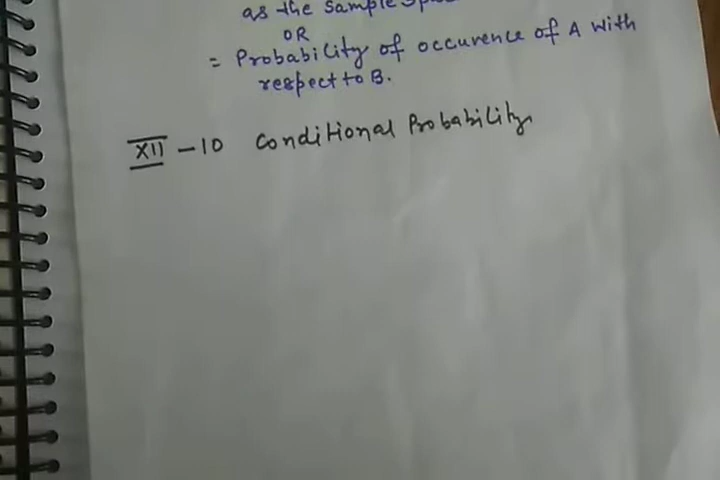 as the Sample
OR
= Probability of occurence of A with
respect to B.
XII - 10 Conditional Probability